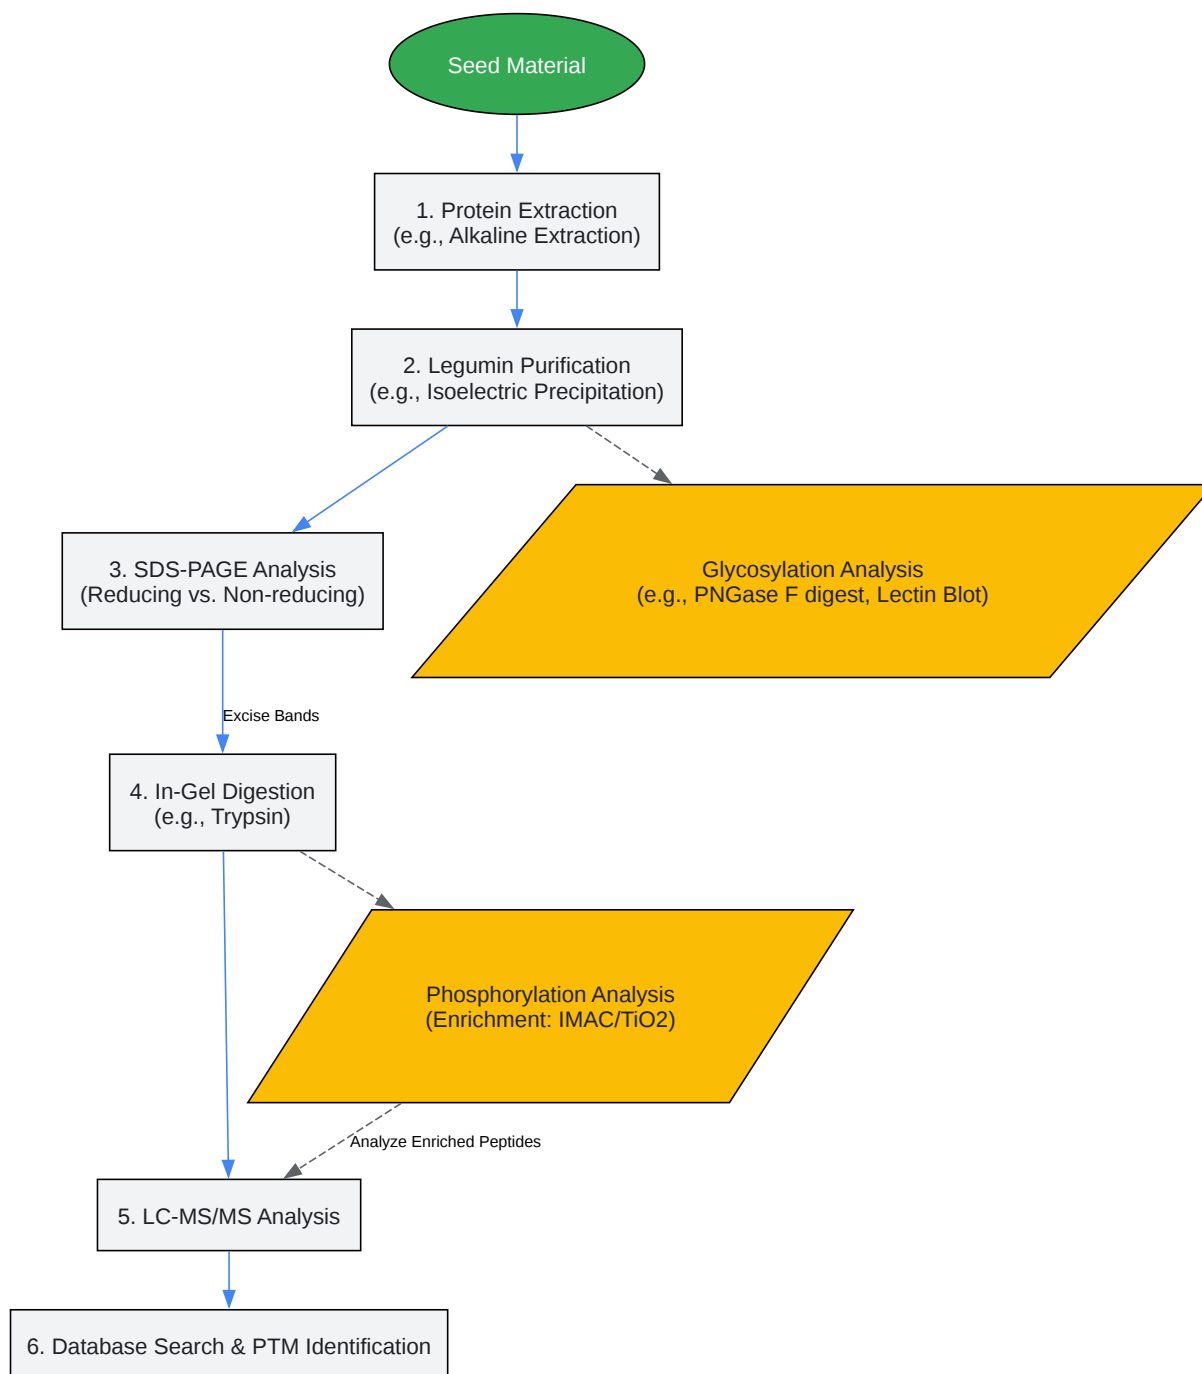 Seed Material
1. Protein Extraction
(e.g., Alkaline Extraction)
2. Legumin Purification
(e.g., Isoelectric Precipitation)
3. SDS-PAGE Analysis
(Reducing vs. Non-reducing)
Glycosylation Analysis
(e.g., PNGase F digest, Lectin Blot)
Excise Bands
4. In-Gel Digestion
(e.g., Trypsin)
Phosphorylation Analysis
(Enrichment: IMAC/TiO2)
Analyze Enriched Peptides
5. LC-MS/MS Analysis
6. Database Search & PTM Identification